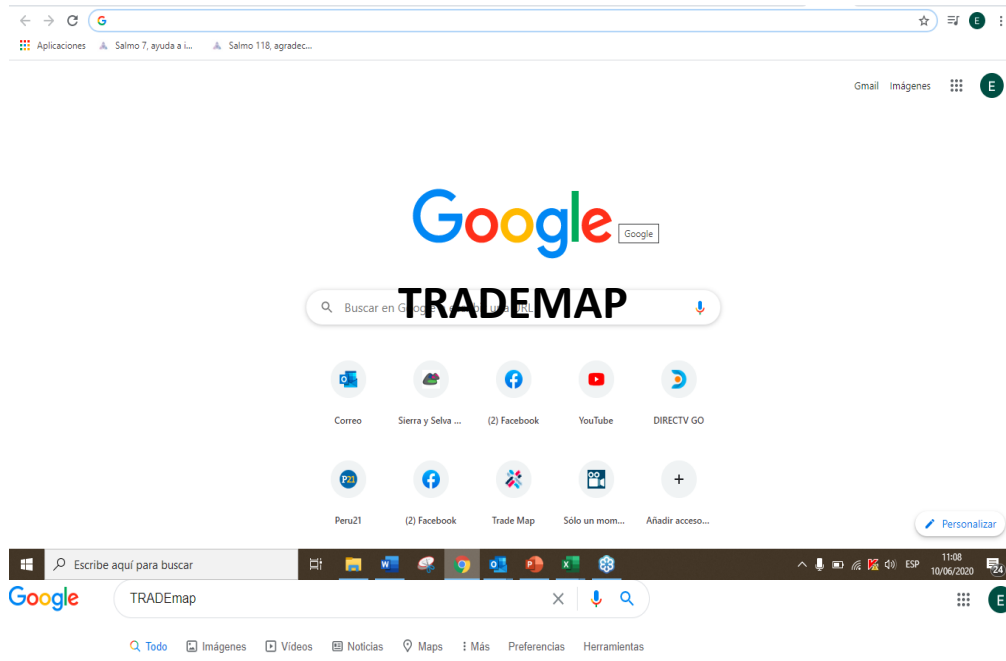 G
E
Aplicaciones Salmo 7, ayuda a i... Salmo 118, agradec...
Gmail Imágenes E
Google
Google
Buscar en Google URL
TRADEMAP
Correo Sierra y Selva ... (2) Facebook YouTube DIRECTV GO
P21
Peru21 (2) Facebook Trade Map Sólo un mom... Añadir acceso...
Personalizar
Escribe aquí para buscar
ESP 11:08
10/06/2020 24
Google TRADEmap E
Todo Imágenes Vídeos Noticias Maps Más Preferencias Herramientas